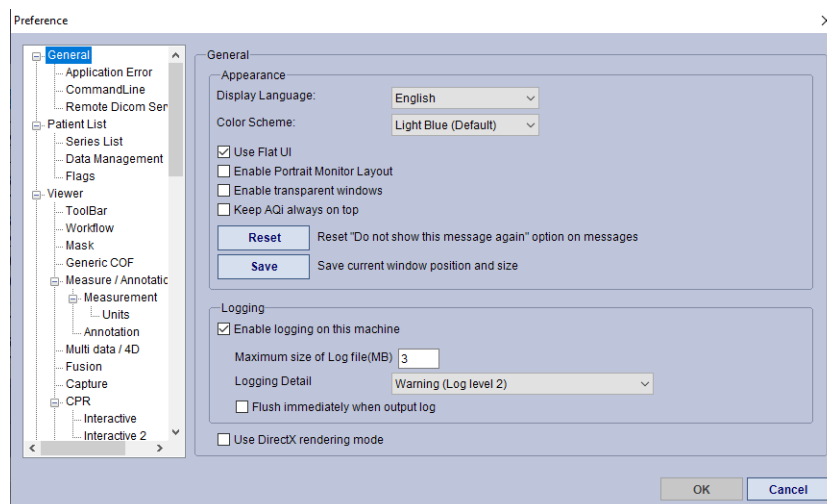 Preference
General
Application Error
CommandLine
Remote Dicom Ser
Patient List
Series List
Data Management
Flags
Viewer
ToolBar
Workflow
Mask
Generic COF
Measure / Annotatic
Measurement
Units
Annotation
Multi data / 4D
Fusion
Capture
CPR
Interactive
Interactive 2
General
Appearance
Display Language: English
Color Scheme: Light Blue (Default)
Use Flat UI
Enable Portrait Monitor Layout
Enable transparent windows
Keep AQi always on top
Reset Reset "Do not show this message again" option on messages
Save Save current window position and size
Logging
Enable logging on this machine
Maximum size of Log file(MB) 3
Logging Detail Warning (Log level 2)
Flush immediately when output log
Use DirectX rendering mode
OK Cancel